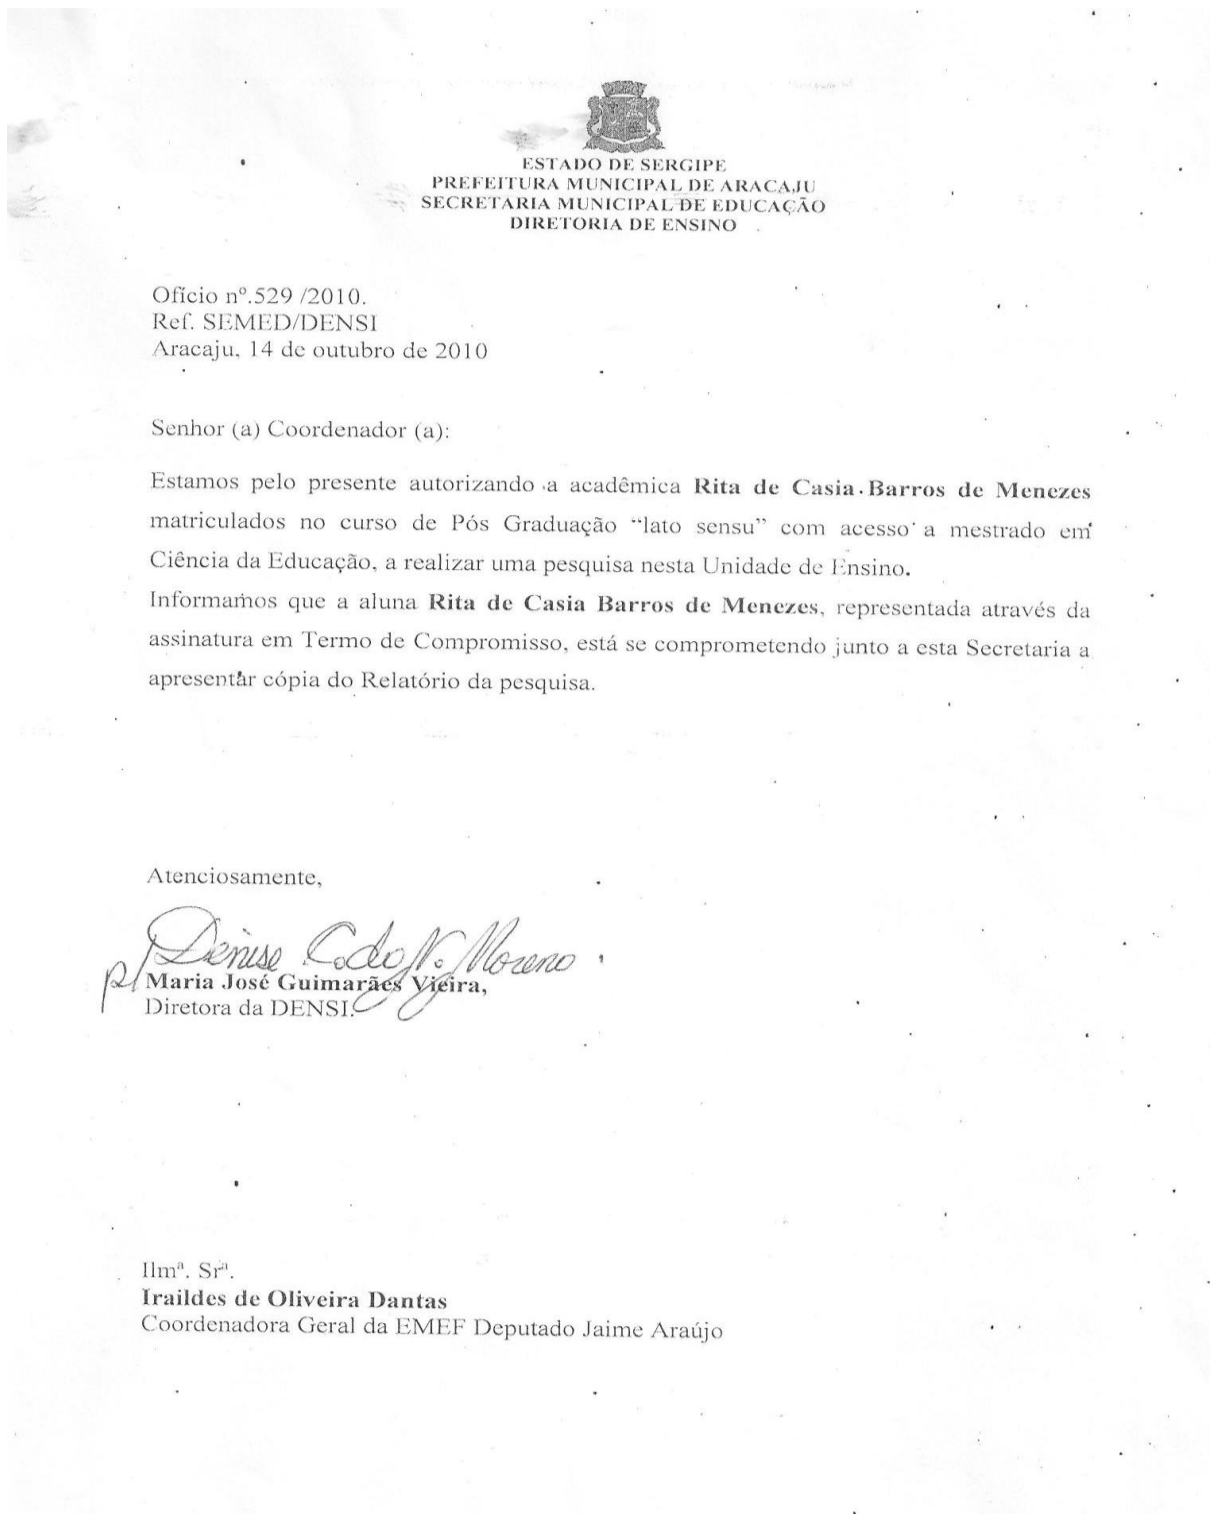 ESTADO DE SERGIPE
PREFEITURA MUNICIPAL DE ARACAJU
SECRETARIA MUNICIPAL DE EDUCAÇÃO
DIRETORIA DE ENSINO
Ofício nº.529 /2010.
Ref. SEMED/DENSI
Aracaju, 14 de outubro de 2010
Senhor (a) Coordenador (a):
Estamos pelo presente autorizando a acadêmica Rita de Casia Barros de Menezes
matriculados no curso de Pós Graduação “lato sensu” com acesso a mestrado em
Ciência da Educação, a realizar uma pesquisa nesta Unidade de Ensino.
Informamos que a aluna Rita de Casia Barros de Menezes, representada através da
assinatura em Termo de Compromisso, está se comprometendo junto a esta Secretaria a
apresentar cópia do Relatório da pesquisa.
Atenciosamente,
Denise N. Moreno
p/ Maria José Guimarães Vieira,
Diretora da DENSI.
Ilmª. Srª.
Iraildes de Oliveira Dantas
Coordenadora Geral da EMEF Deputado Jaime Araújo